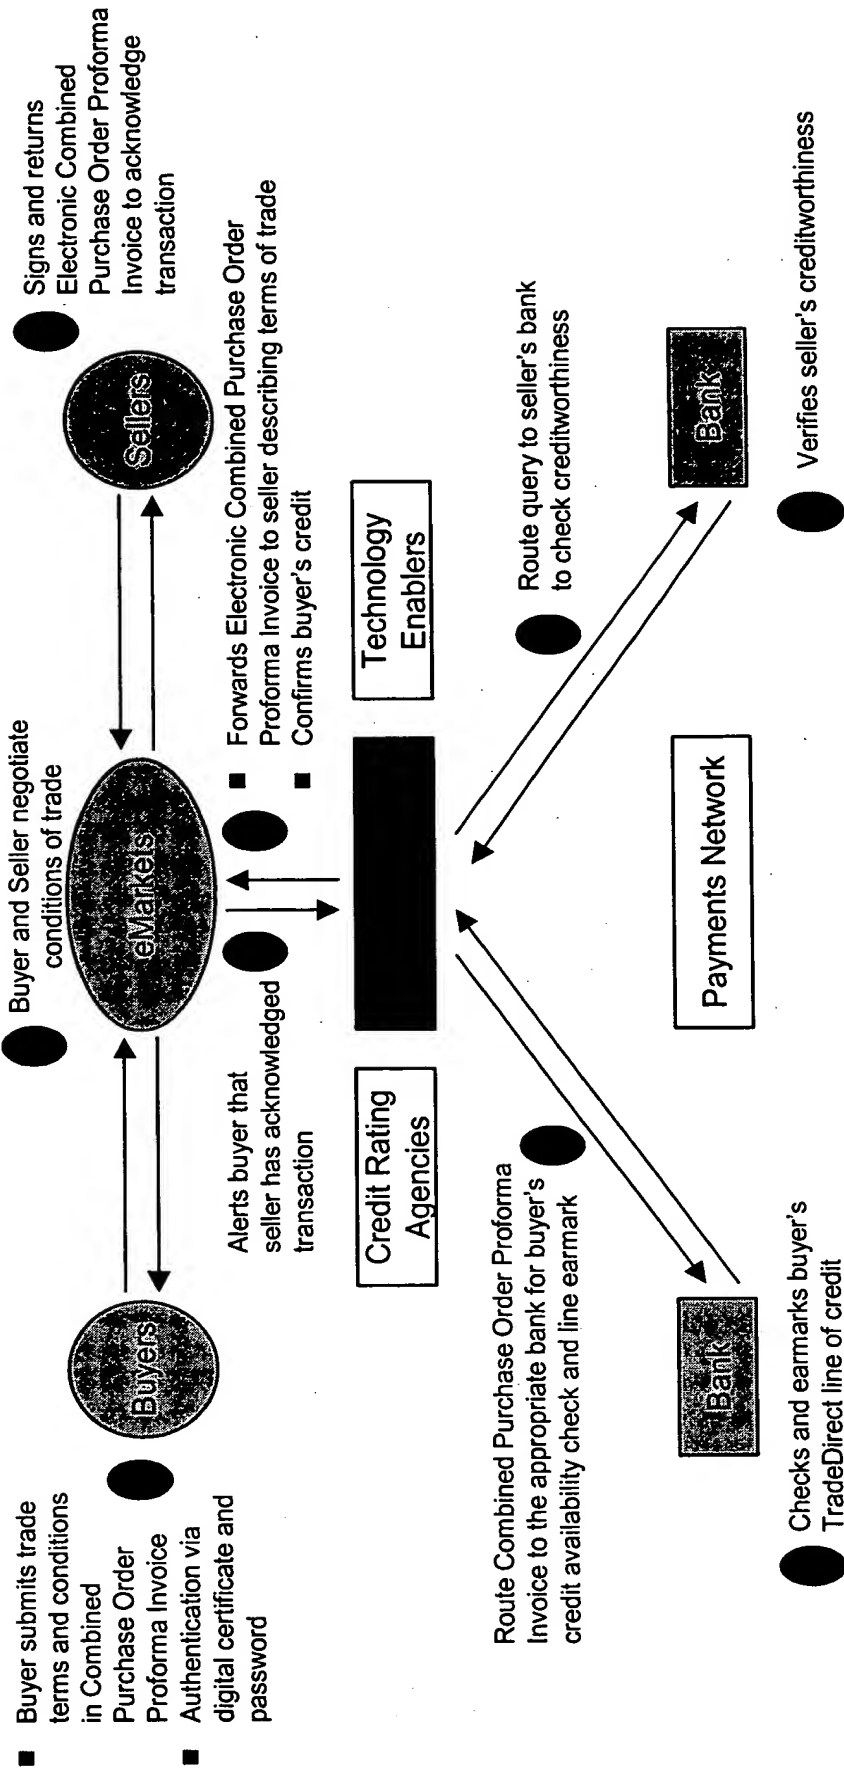 Buyer and Seller negotiate
conditions of trade
■ Buyer submits trade
terms and conditions
in Combined
Purchase Order
Proforma Invoice
■ Authentication via
digital certificate and
password
Buyers
eMarkets
Sellers
Signs and returns
Electronic Combined
Purchase Order Proforma
Invoice to acknowledge
transaction
Alerts buyer that
seller has acknowledged
transaction
■ Forwards Electronic Combined Purchase Order
Proforma Invoice to seller describing terms of trade
■ Confirms buyer's credit
Credit Rating
Agencies
Technology
Enablers
Route Combined Purchase Order Proforma
Invoice to the appropriate bank for buyer's
credit availability check and line earmark
Route query to seller's bank
to check creditworthiness
Bank
Payments Network
Bank
Checks and earmarks buyer's
TradeDirect line of credit
Verifies seller's creditworthiness